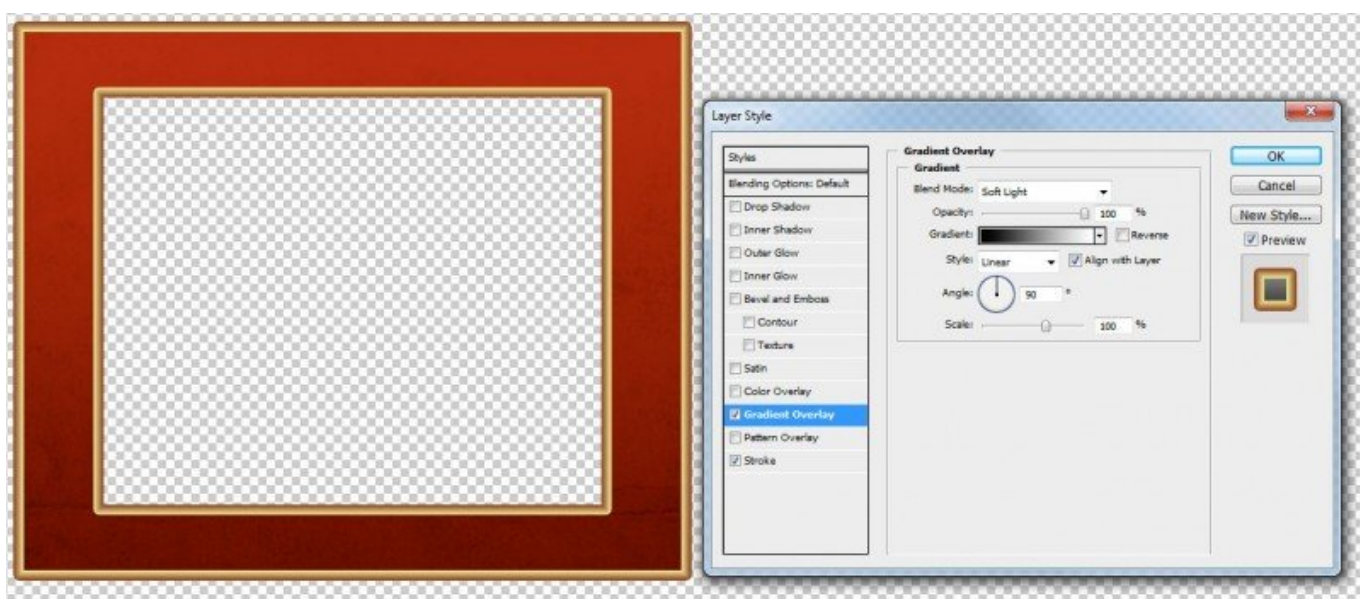 Layer Style
Styles
Blending Options: Default
Drop Shadow
Inner Shadow
Outer Glow
Inner Glow
Bevel and Emboss
Contour
Texture
Satin
Color Overlay
Gradient Overlay
Pattern Overlay
Stroke
Gradient Overlay
Gradient
Blend Mode: Soft Light
Opacity: 100 %
Gradient: Reverse
Style: Linear Align with Layer
Angle: 90 °
Scale: 100 %
OK
Cancel
New Style...
Preview